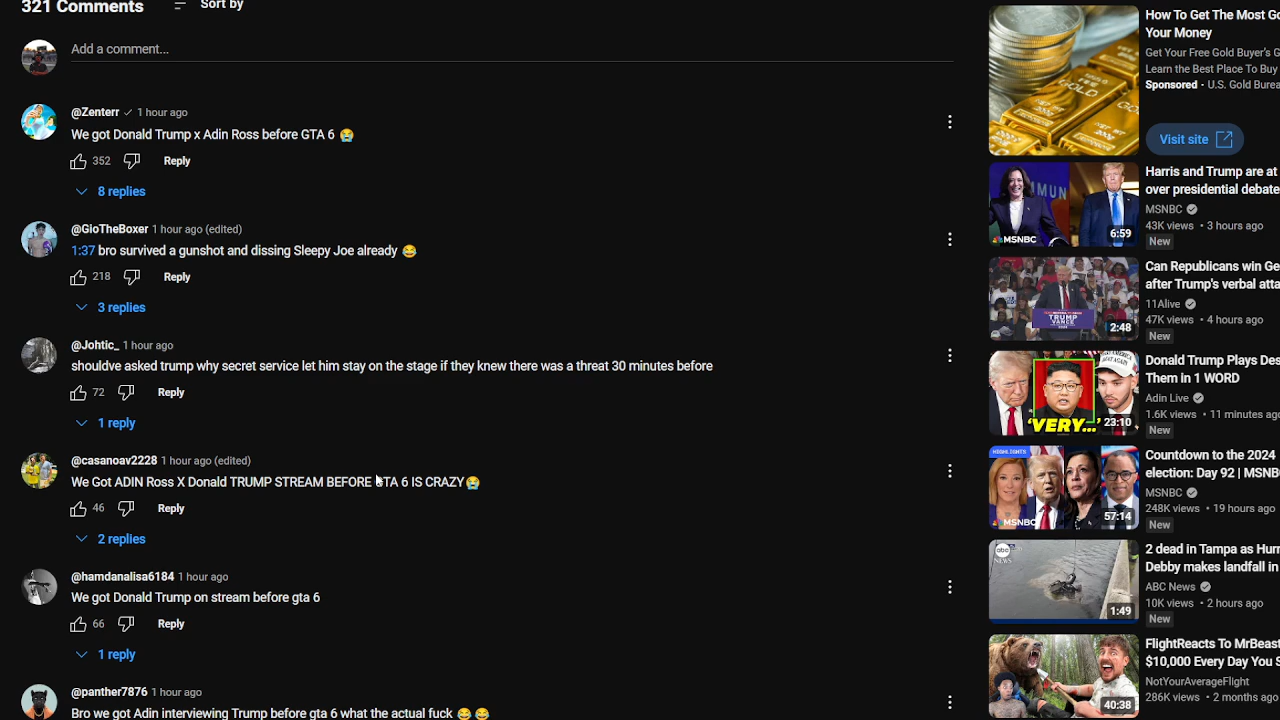 321 Comments
Sort by
Add a comment...
@Zenterr 1 hour ago
We got Donald Trump x Adin Ross before GTA 6 😭
352
Reply
8 replies
@GioTheBoxer 1 hour ago (edited)
1:37 bro survived a gunshot and dissing Sleepy Joe already 😂
218
Reply
3 replies
@Johtic_ 1 hour ago
shouldve asked trump why secret service let him stay on the stage if they knew there was a threat 30 minutes before
72
Reply
1 reply
@casanoav2228 1 hour ago (edited)
We Got ADIN Ross X Donald TRUMP STREAM BEFORE GTA 6 IS CRAZY😭
46
Reply
2 replies
@hamdanalisa6184 1 hour ago
We got Donald Trump on stream before gta 6
66
Reply
1 reply
@panther7876 1 hour ago
Bro we got Adin interviewing Trump before gta 6 what the actual fuck 😂 😂
How To Get The Most Go
Your Money
Get Your Free Gold Buyer's G
Learn the Best Place To Buy
Sponsored · U.S. Gold Burea
Visit site
MSNBC
6:59
Harris and Trump are at
over presidential debate
MSNBC
43K views • 3 hours ago
New
TRUMP
VANCE
2:48
Can Republicans win Ge
after Trump's verbal atta
11Alive
47K views • 4 hours ago
New
'VERY...'
23:10
Donald Trump Plays Des
Them in 1 WORD
Adin Live
1.6K views • 11 minutes ago
New
HIGHLIGHTS
MSNBC
57:14
Countdown to the 2024
election: Day 92 | MSNB
MSNBC
248K views • 19 hours ago
New
abc
NEWS
1:49
2 dead in Tampa as Hurr
Debby makes landfall in
ABC News
10K views • 2 hours ago
New
40:38
FlightReacts To MrBeast
$10,000 Every Day You S
NotYourAverageFlight
286K views • 2 months ago